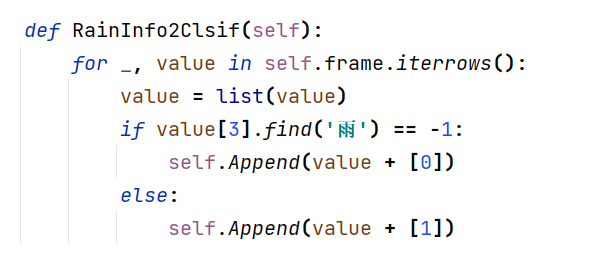 def RainInfo2Clsif(self):
    for _, value in self.frame.iterrows():
        value = list(value)
        if value[3].find('雨') == -1:
            self.Append(value + [0])
        else:
            self.Append(value + [1])